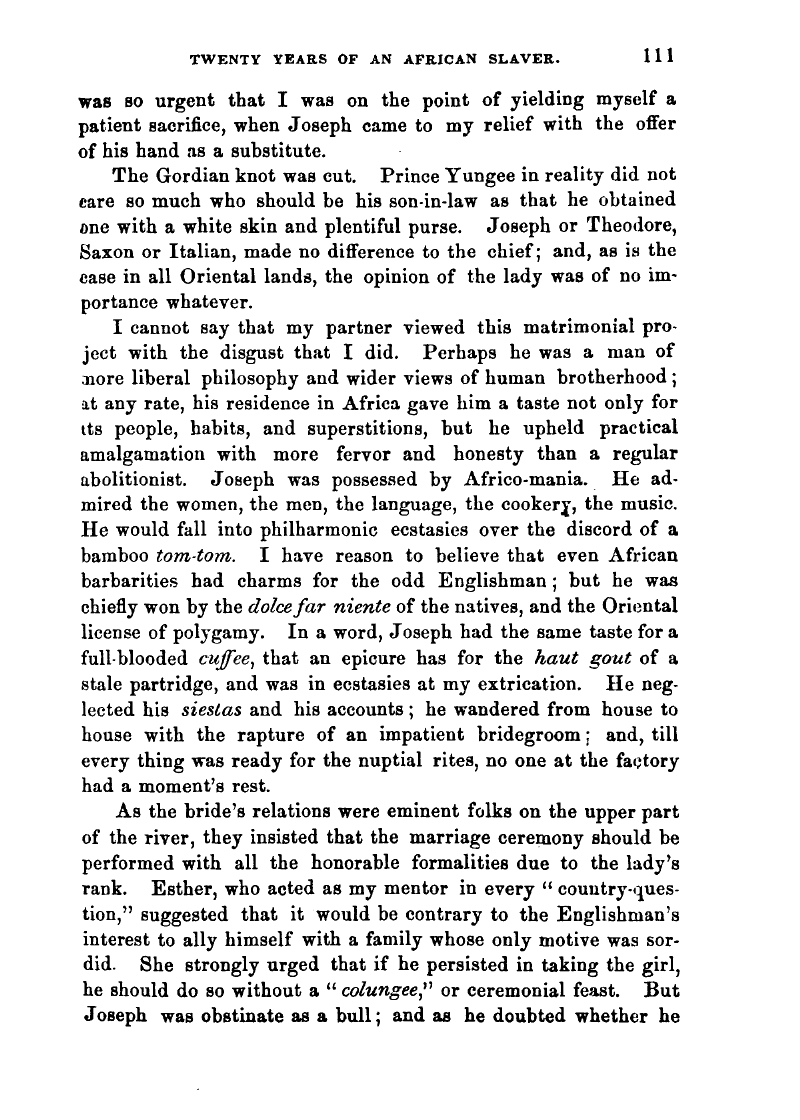 TWENTY YEARS OF AN AFRICAN SLAVER. 111
was so urgent that I was on the point of yielding myself a
patient sacrifice, when Joseph came to my relief with the offer
of his hand as a substitute.
The Gordian knot was cut. Prince Yungee in reality did not
care so much who should be his son-in-law as that he obtained
one with a white skin and plentiful purse. Joseph or Theodore,
Saxon or Italian, made no difference to the chief; and, as is the
case in all Oriental lands, the opinion of the lady was of no im-
portance whatever.
I cannot say that my partner viewed this matrimonial pro-
ject with the disgust that I did. Perhaps he was a man of
more liberal philosophy and wider views of human brotherhood;
at any rate, his residence in Africa gave him a taste not only for
its people, habits, and superstitions, but he upheld practical
amalgamation with more fervor and honesty than a regular
abolitionist. Joseph was possessed by Africo-mania. He ad-
mired the women, the men, the language, the cookery, the music.
He would fall into philharmonic ecstasies over the discord of a
bamboo tom-tom. I have reason to believe that even African
barbarities had charms for the odd Englishman; but he was
chiefly won by the dolce far niente of the natives, and the Oriental
license of polygamy. In a word, Joseph had the same taste for a
full-blooded cuffee, that an epicure has for the haut gout of a
stale partridge, and was in ecstasies at my extrication. He neg-
lected his siestas and his accounts; he wandered from house to
house with the rapture of an impatient bridegroom; and, till
every thing was ready for the nuptial rites, no one at the factory
had a moment's rest.
As the bride's relations were eminent folks on the upper part
of the river, they insisted that the marriage ceremony should be
performed with all the honorable formalities due to the lady's
rank. Esther, who acted as my mentor in every "country-ques-
tion," suggested that it would be contrary to the Englishman's
interest to ally himself with a family whose only motive was sor-
did. She strongly urged that if he persisted in taking the girl,
he should do so without a "colungee," or ceremonial feast. But
Joseph was obstinate as a bull; and as he doubted whether he